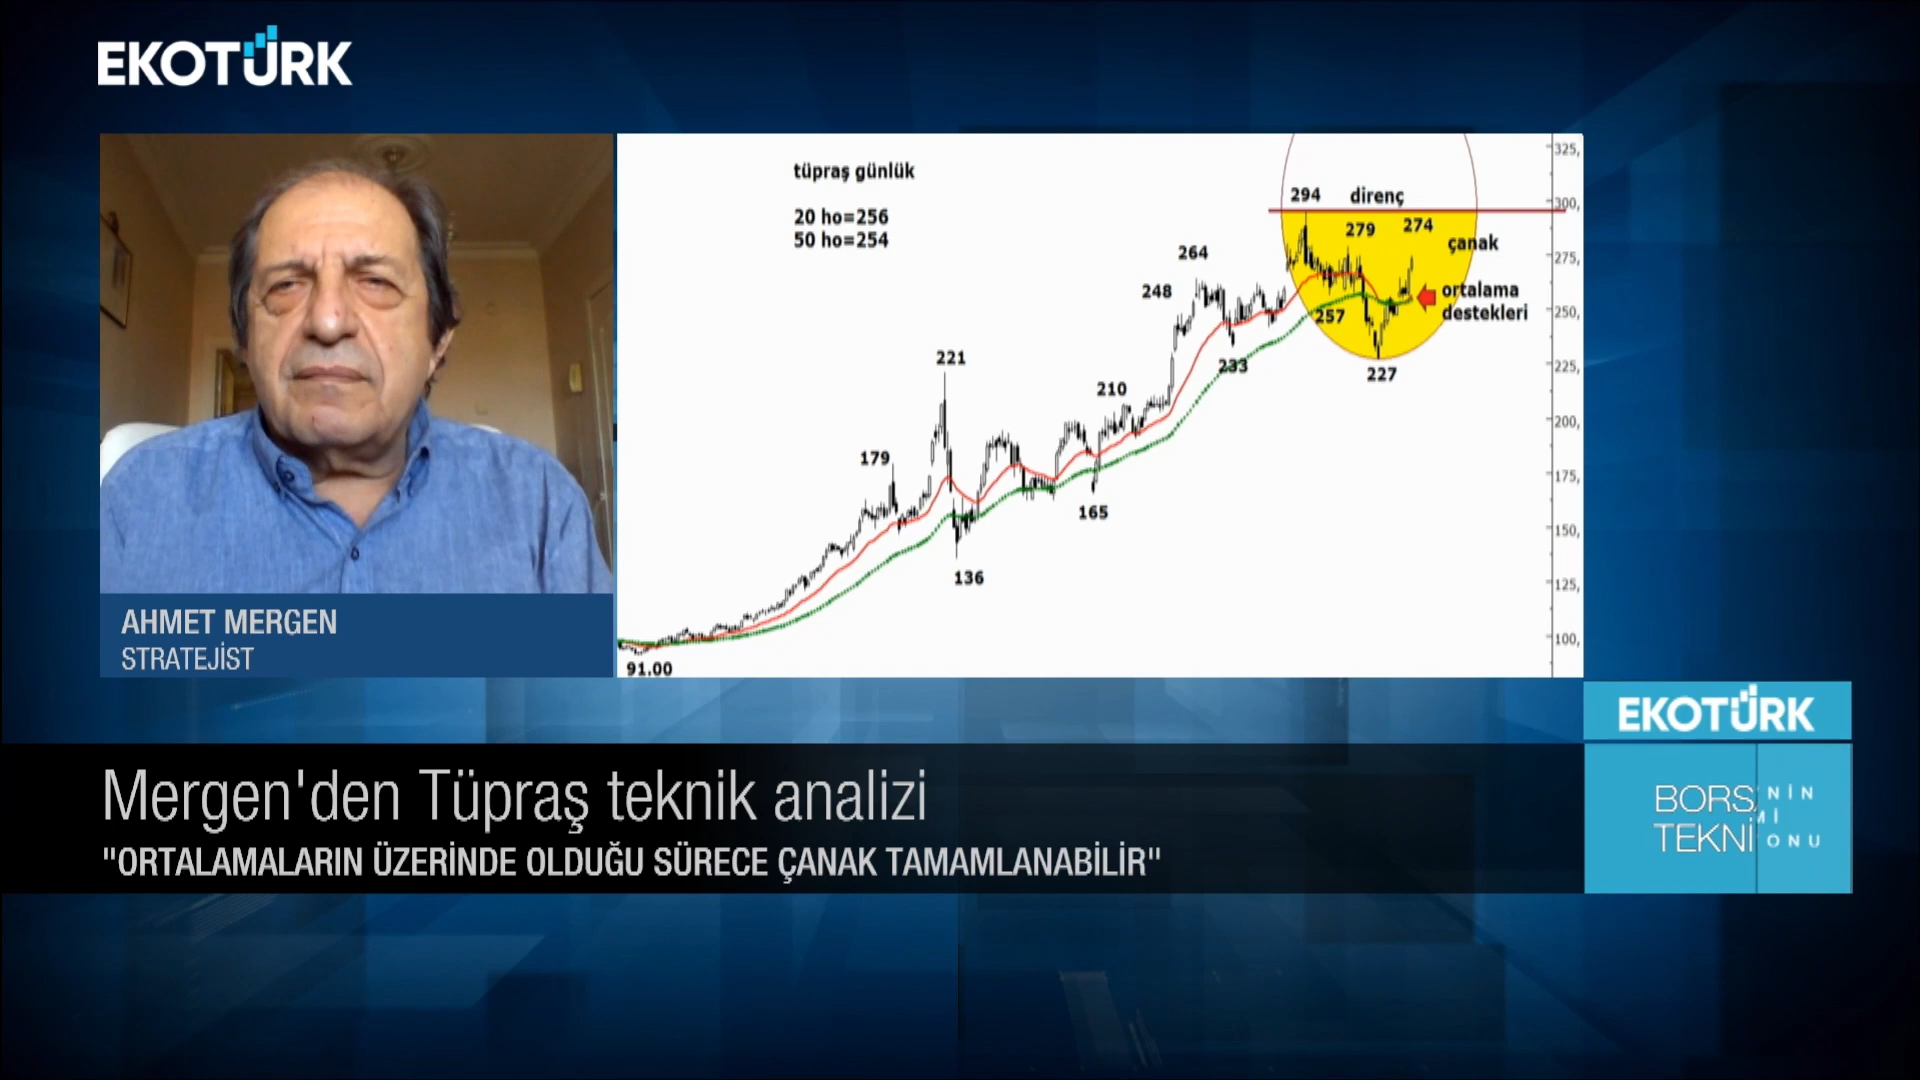 EKOTÜRK
tüpraş günlük
20 ho=256
50 ho=254
325,
300,
275,
250,
225,
200,
175,
150,
125,
100,
294
direnç
279
274
çanak
264
248
ortalama
destekleri
257
233
227
221
210
179
165
136
91.00
AHMET MERGEN
STRATEJİST
EKOTÜRK
Mergen'den Tüpraş teknik analizi
"ORTALAMALARIN ÜZERİNDE OLDUĞU SÜRECE ÇANAK TAMAMLANABİLİR"